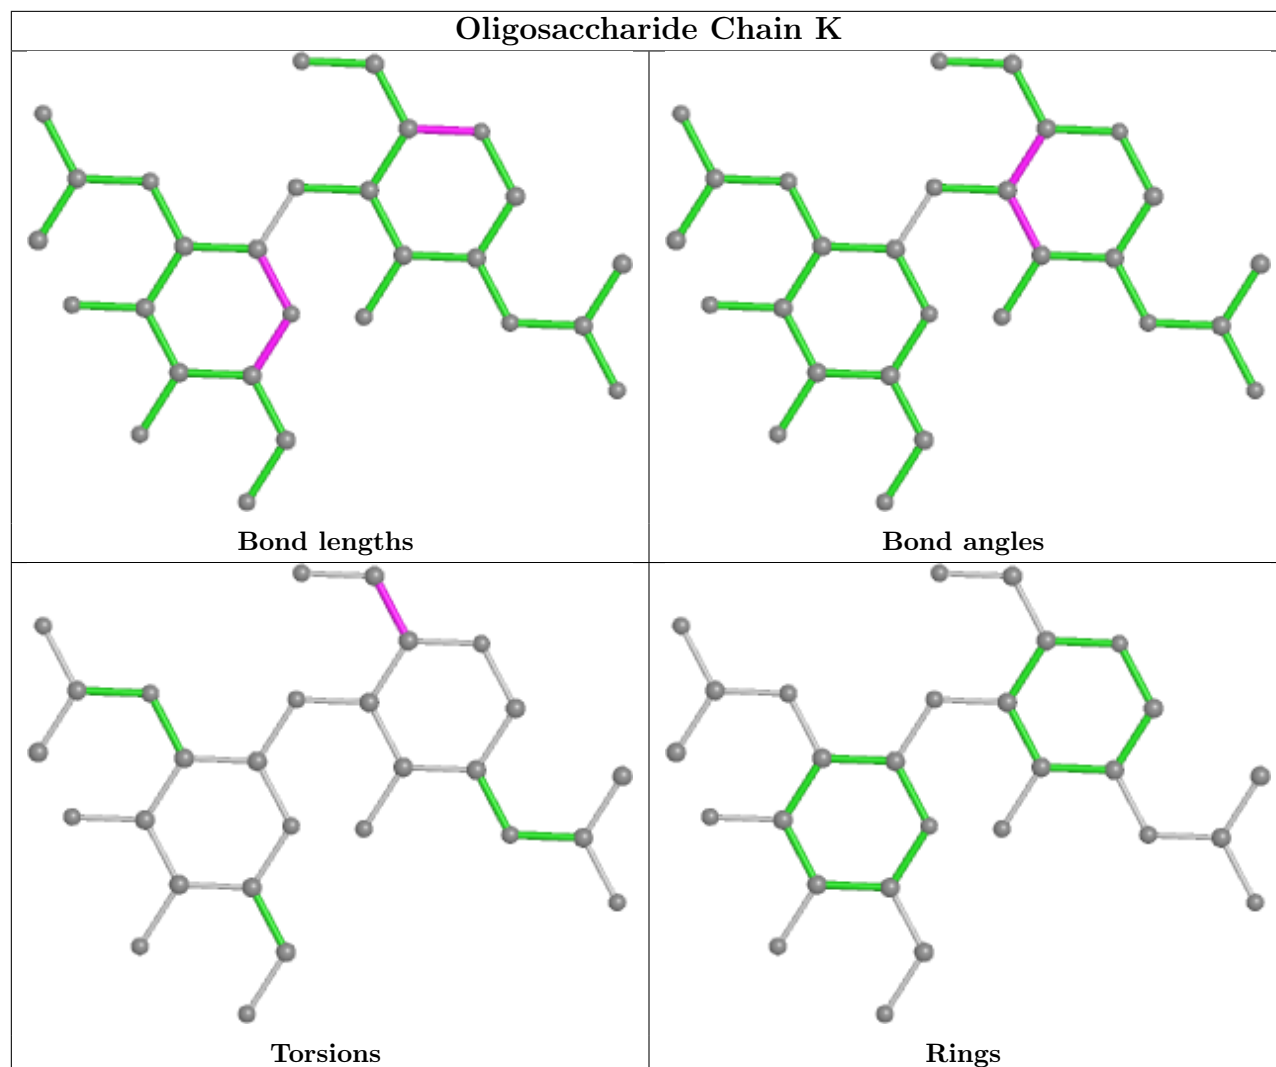 Oligosaccharide Chain K
Bond lengths
Bond angles
Torsions
Rings